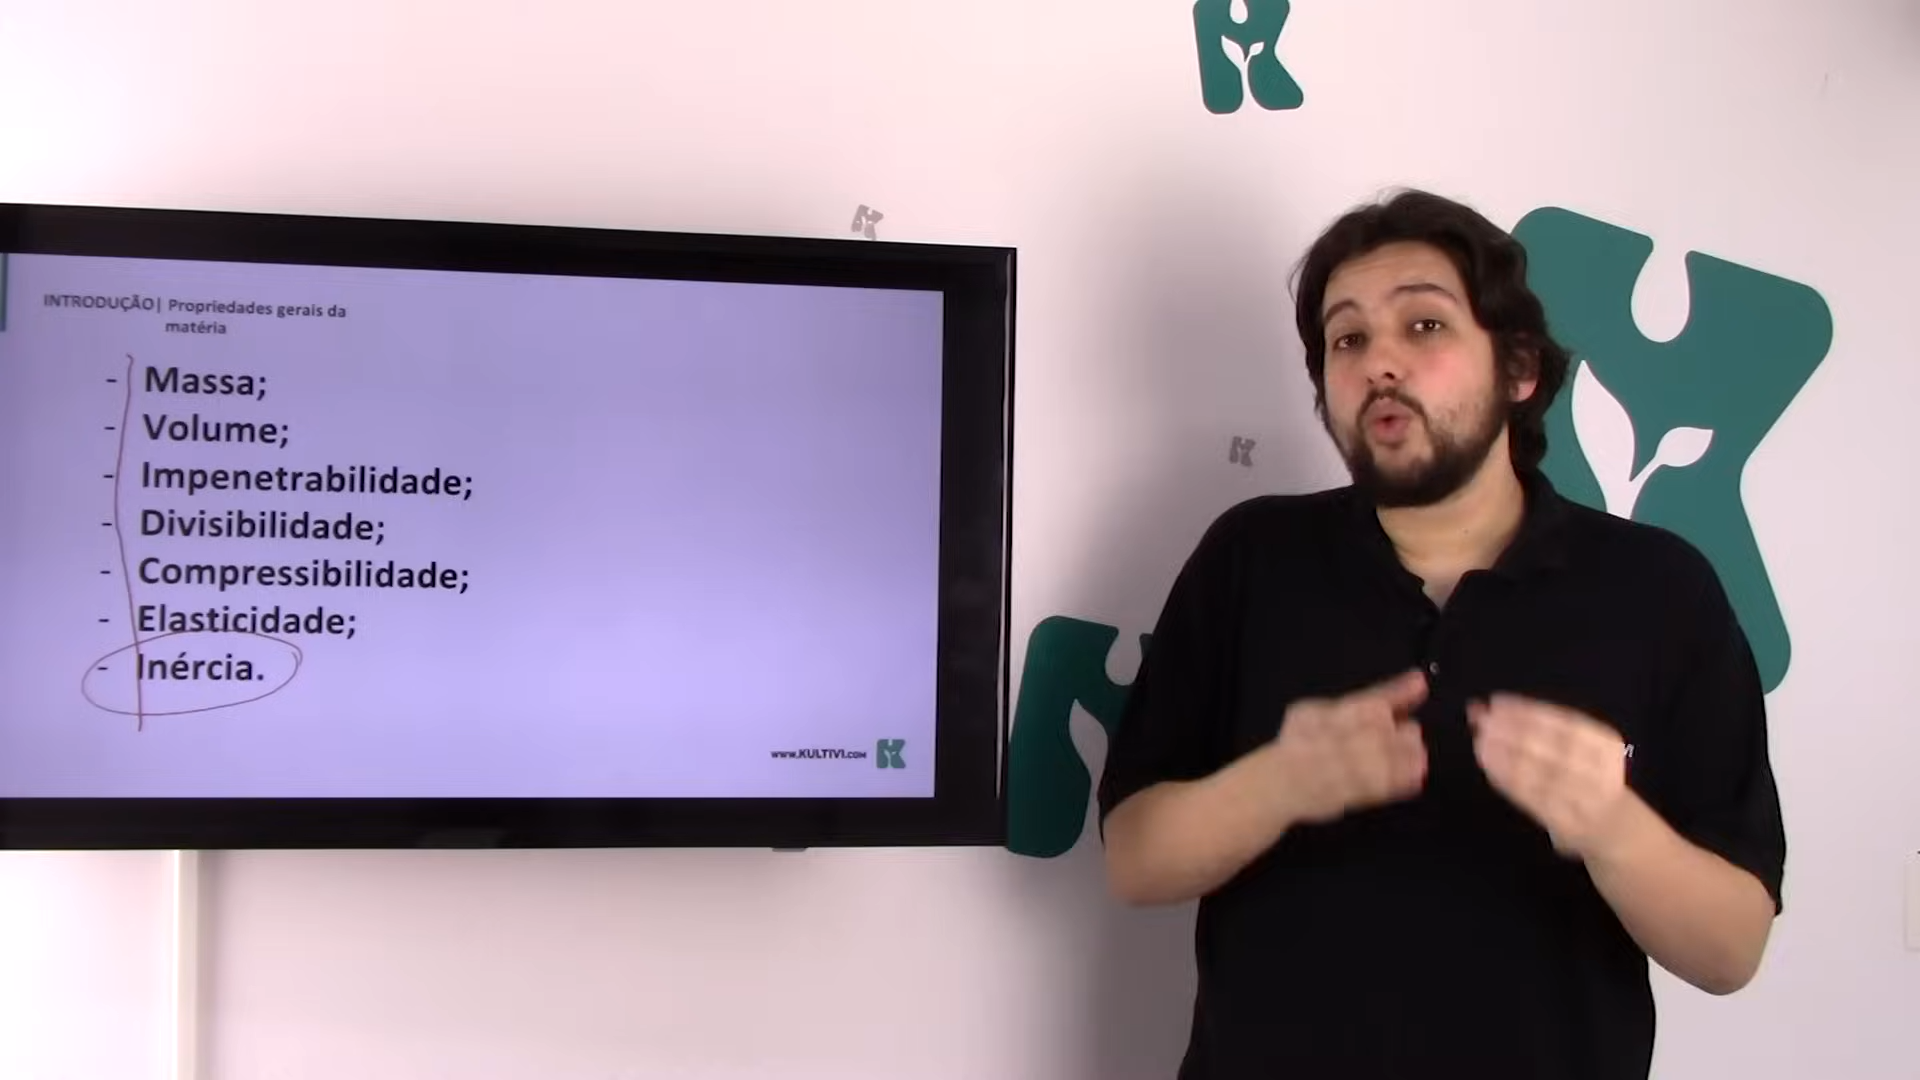 INTRODUÇÃO| Propriedades gerais da
matéria
- Massa;
- Volume;
- Impenetrabilidade;
- Divisibilidade;
- Compressibilidade;
- Elasticidade;
- Inércia.
www.KULTIVI.COM